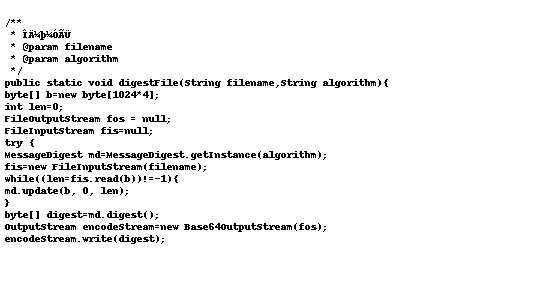 /**
* ÎÄ¼þ¼ÓÃÜ
* @param filename
* @param algorithm
*/
public static void digestFile(String filename,String algorithm){
byte[] b=new byte[1024*4];
int len=0;
FileOutputStream fos = null;
FileInputStream fis=null;
try {
MessageDigest md=MessageDigest.getInstance(algorithm);
fis=new FileInputStream(filename);
while((len=fis.read(b))!=-1){
md.update(b, 0, len);
}
byte[] digest=md.digest();
OutputStream encodeStream=new Base64OutputStream(fos);
encodeStream.write(digest);